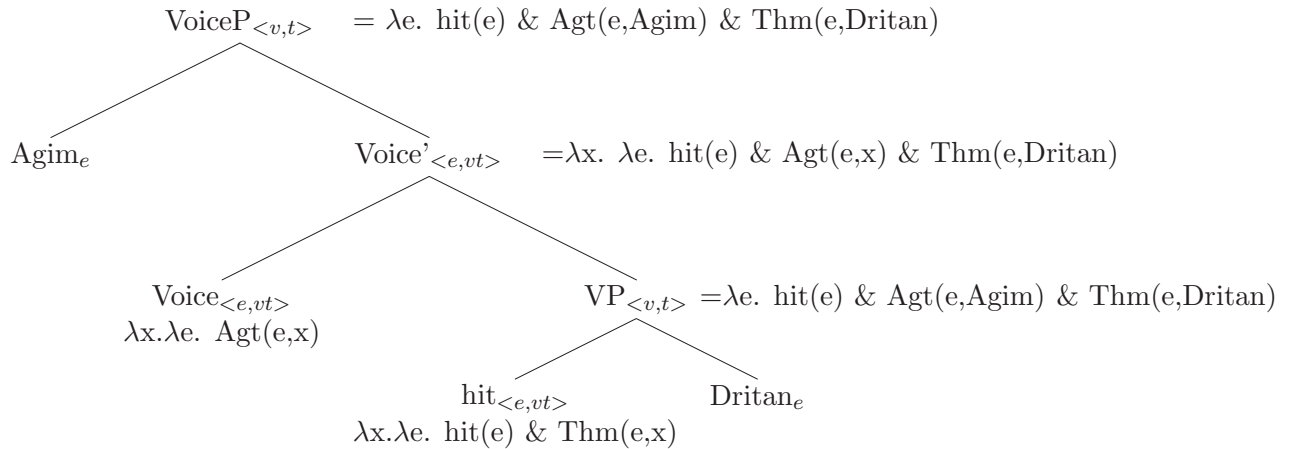 VoiceP<v,t> = λe. hit(e) & Agt(e,Agim) & Thm(e,Dritan)
Agim_e Voice’<e,vt> =λx. λe. hit(e) & Agt(e,x) & Thm(e,Dritan)
Voice<e,vt> VP<v,t> =λe. hit(e) & Agt(e,Agim) & Thm(e,Dritan)
λx.λe. Agt(e,x)
hit<e,vt> Dritan_e
λx.λe. hit(e) & Thm(e,x)